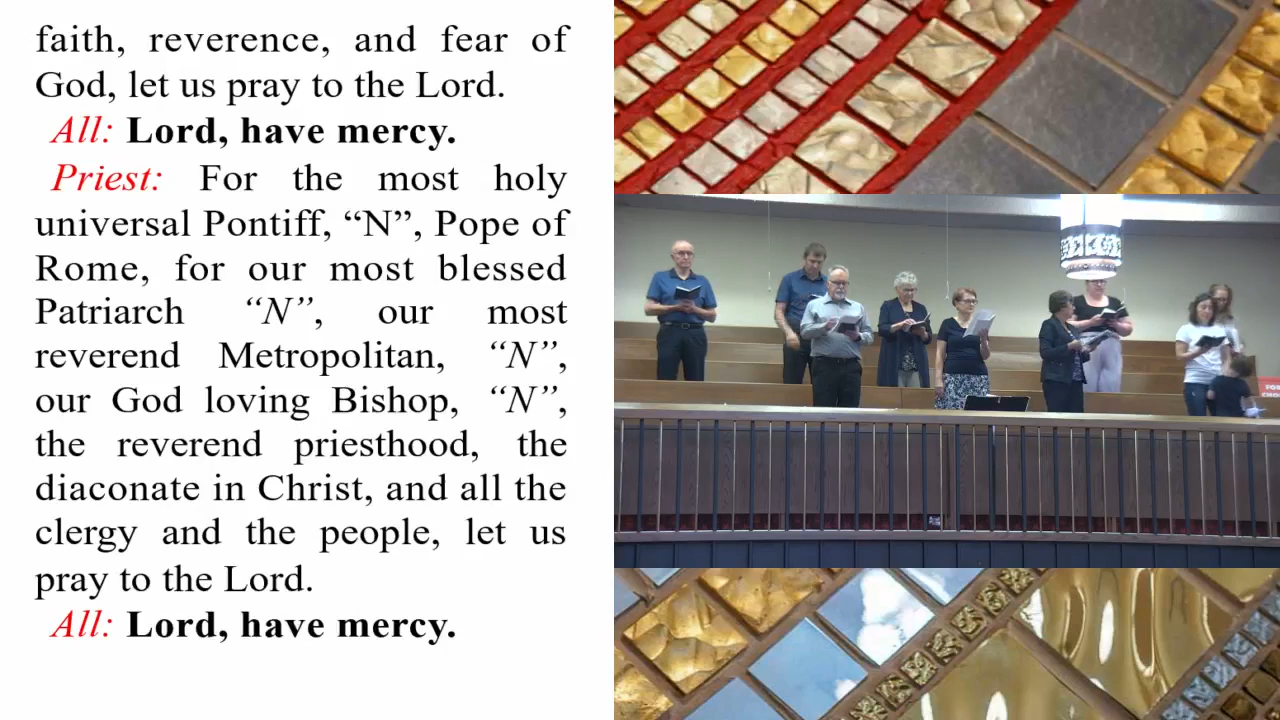 faith, reverence, and fear of
God, let us pray to the Lord.
All: Lord, have mercy.
Priest: For the most holy
universal Pontiff, “N”, Pope of
Rome, for our most blessed
Patriarch “N”, our most
reverend Metropolitan, “N”,
our God loving Bishop, “N”,
the reverend priesthood, the
diaconate in Christ, and all the
clergy and the people, let us
pray to the Lord.
All: Lord, have mercy.